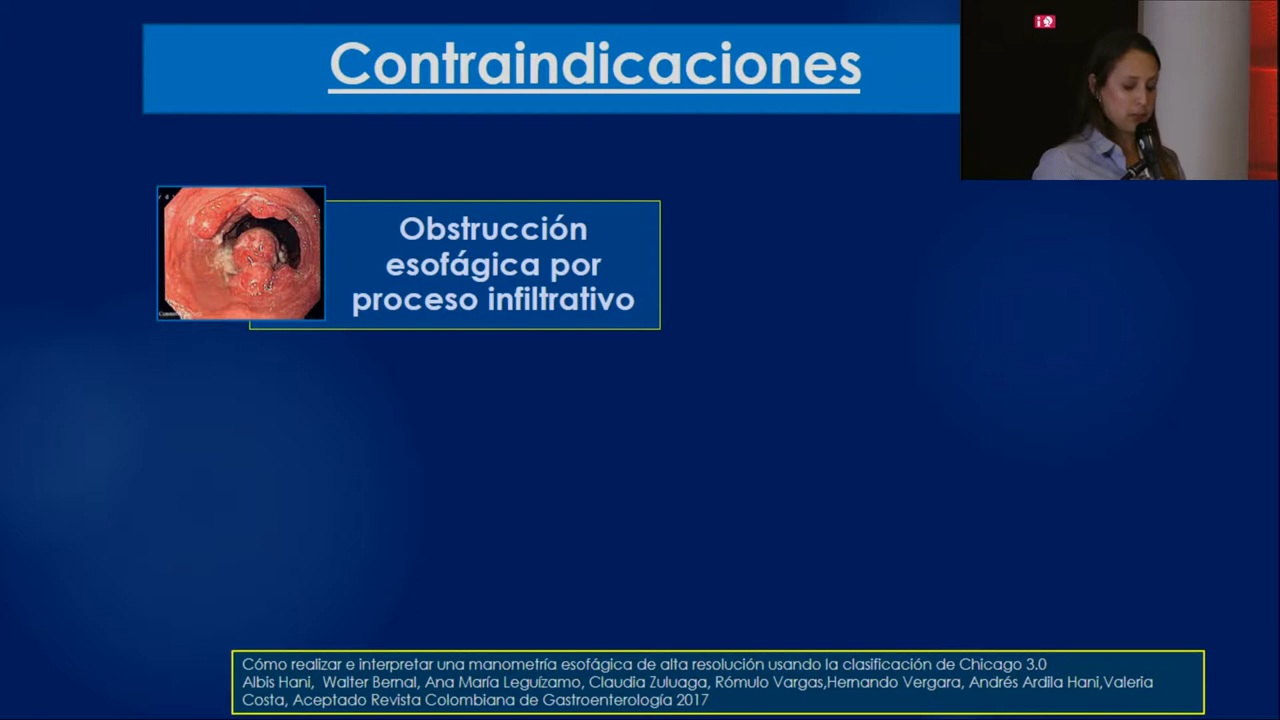 Contraindicaciones
Obstrucción
esofágica por
proceso infiltrativo
Cómo realizar e interpretar una manometría esofágica de alta resolución usando la clasificación de Chicago 3.0
Albis Hani, Walter Bernal, Ana María Leguízamo, Claudia Zuluaga, Rómulo Vargas,Hernando Vergara, Andrés Ardila Hani,Valeria
Costa, Aceptado Revista Colombiana de Gastroenterología 2017